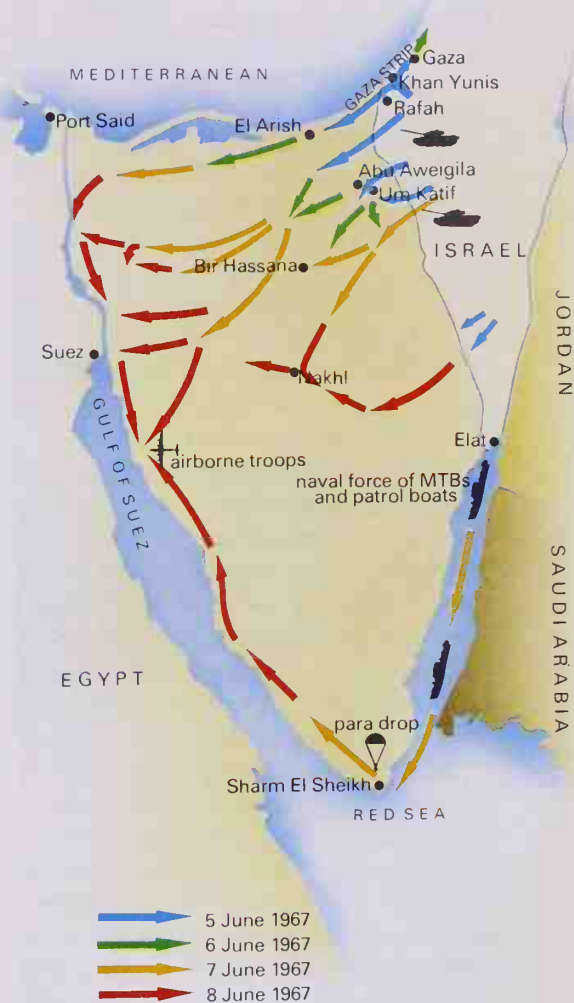 MEDITERRANEAN
GAZA STRIP
Gaza
Khan Yunis
Rafah
Port Said
El Arish
Abu Aweigila
Um Katif
ISRAEL
Bir Hassana
JORDAN
Suez
Nakhl
GULF OF SUEZ
Elat
airborne troops
naval force of MTBs
and patrol boats
SAUDI ARABIA
EGYPT
para drop
Sharm El Sheikh
RED SEA
5 June 1967
6 June 1967
7 June 1967
8 June 1967